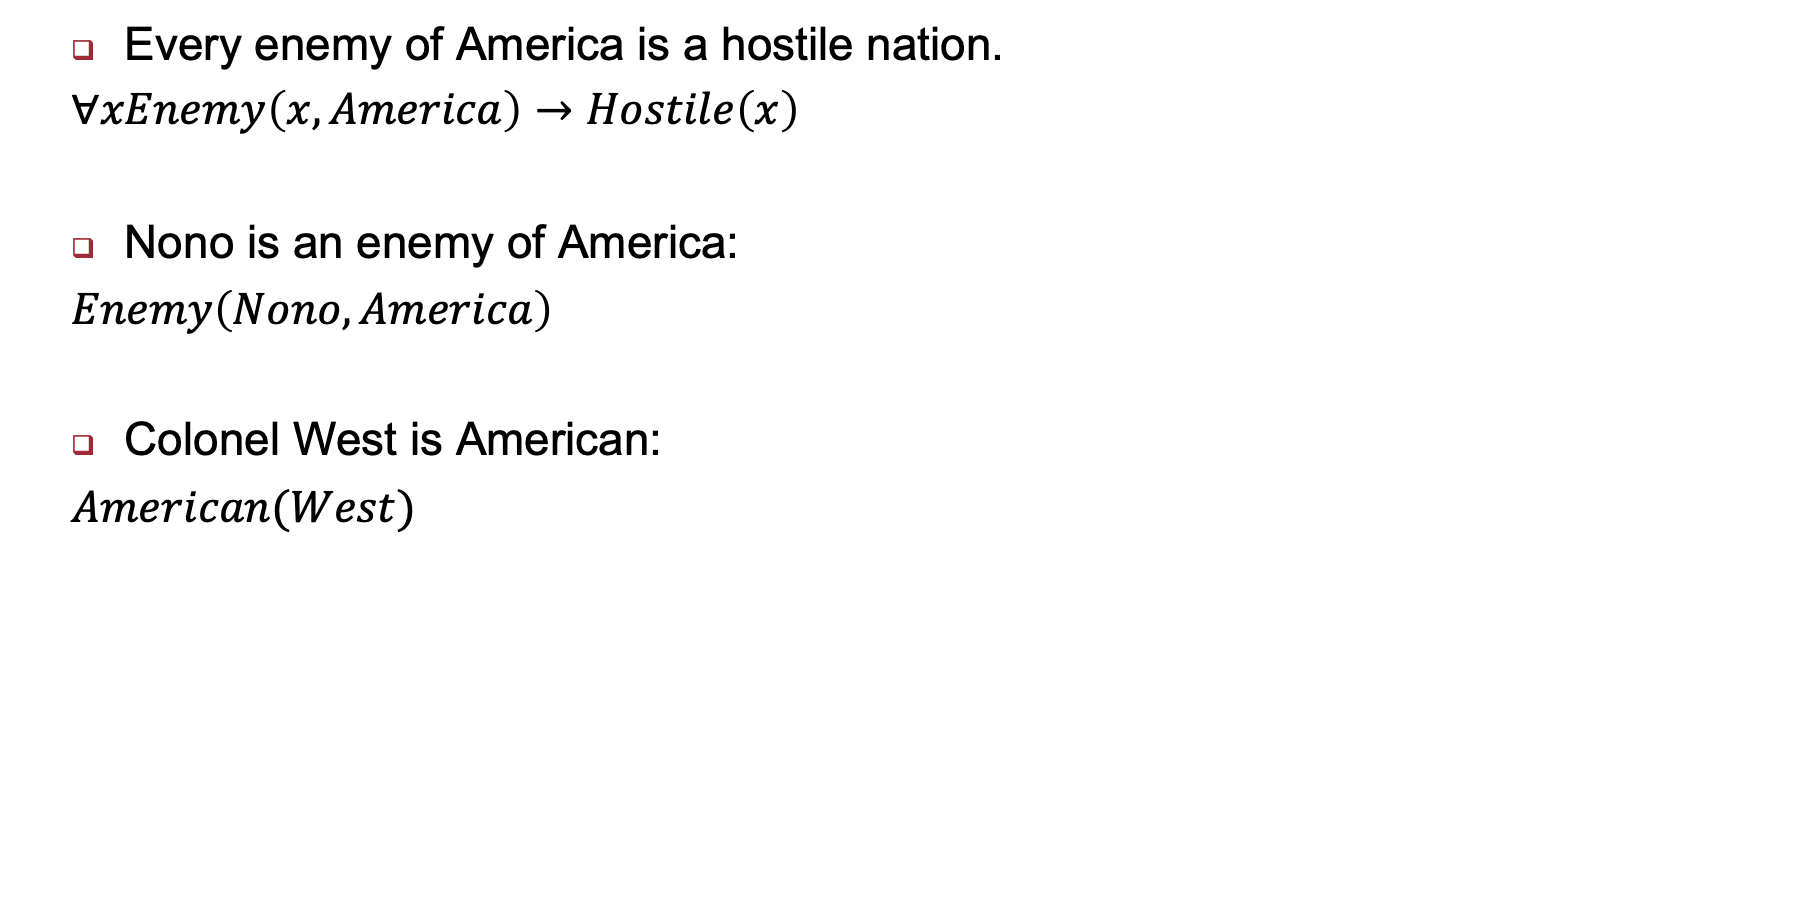 ❑ Every enemy of America is a hostile nation.
∀xEnemy(x, America) → Hostile(x)
❑ Nono is an enemy of America:
Enemy(Nono, America)
❑ Colonel West is American:
American(West)